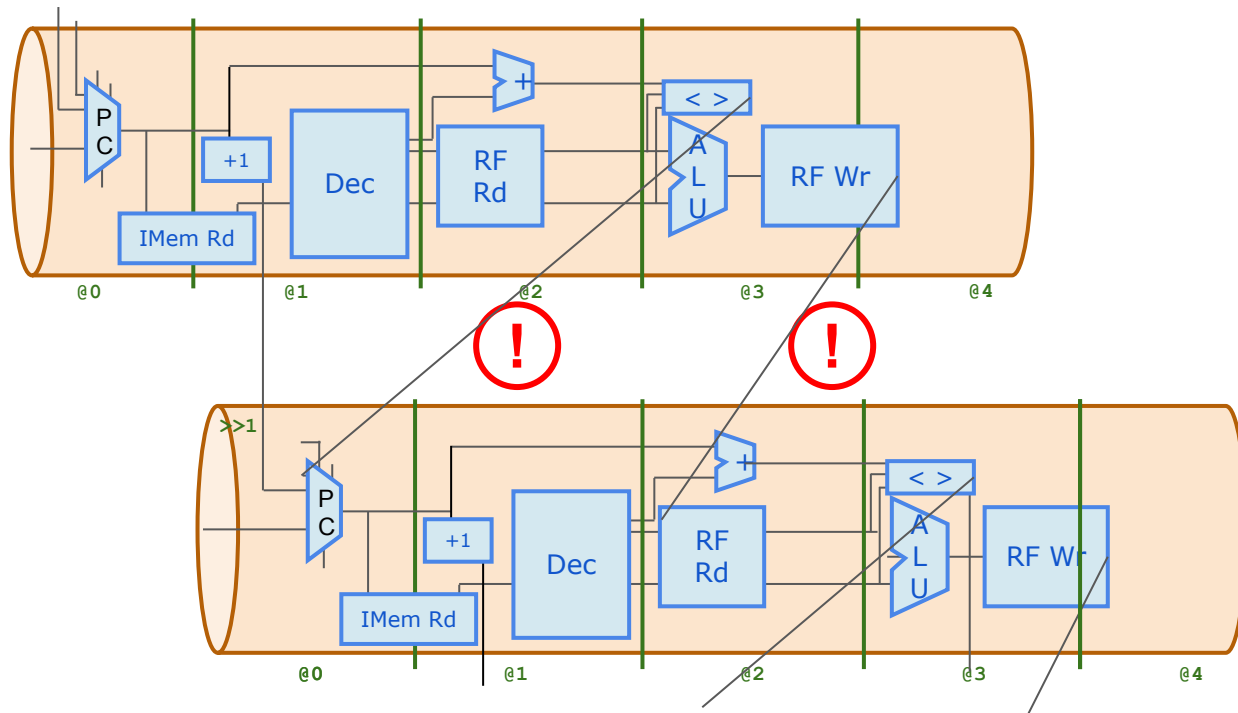 +
< >
P
C
A
L
U
+1
Dec
RF
Rd
RF Wr
IMem Rd
@0
@1
@2
@3
@4
!
!
>>1
+
< >
P
C
A
L
U
+1
Dec
RF
Rd
RF Wr
IMem Rd
@0
@1
@2
@3
@4